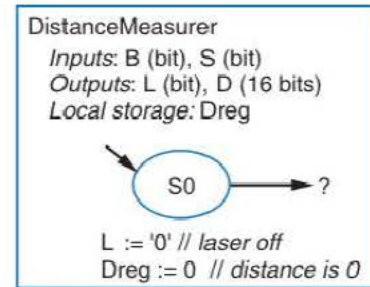 DistanceMeasurer
Inputs: B (bit), S (bit)
Outputs: L (bit), D (16 bits)
Local storage: Dreg
S0
?
L := '0' // laser off
Dreg := 0 // distance is 0